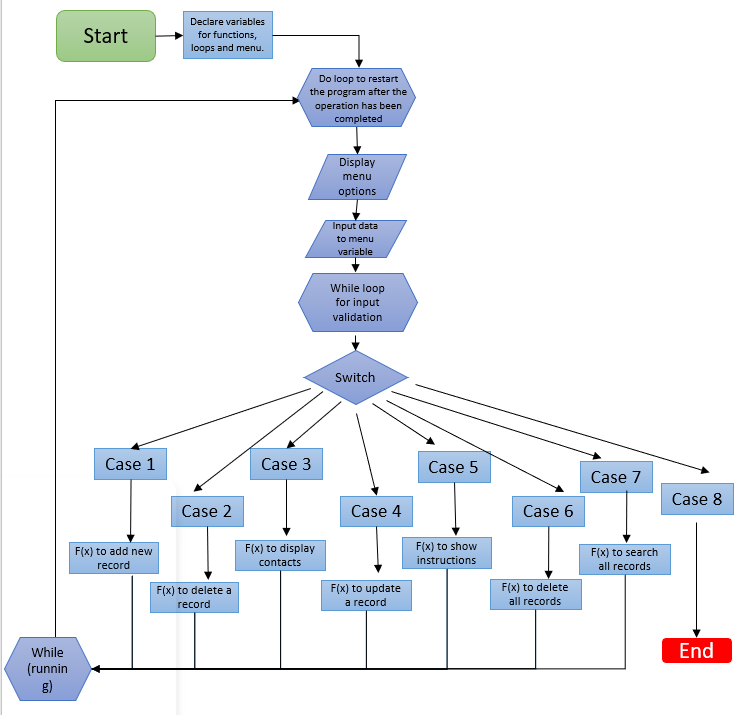 Start
Declare variables
for functions,
loops and menu.
Do loop to restart
the program after the
operation has been
completed
Display
menu
options
Input data
to menu
variable
While loop
for input
validation
Switch
Case 1
Case 2
Case 3
Case 4
Case 5
Case 6
Case 7
Case 8
F(x) to add new
record
F(x) to delete a
record
F(x) to display
contacts
F(x) to update
a record
F(x) to show
instructions
F(x) to delete
all records
F(x) to search
all records
While
(runnin
g)
End